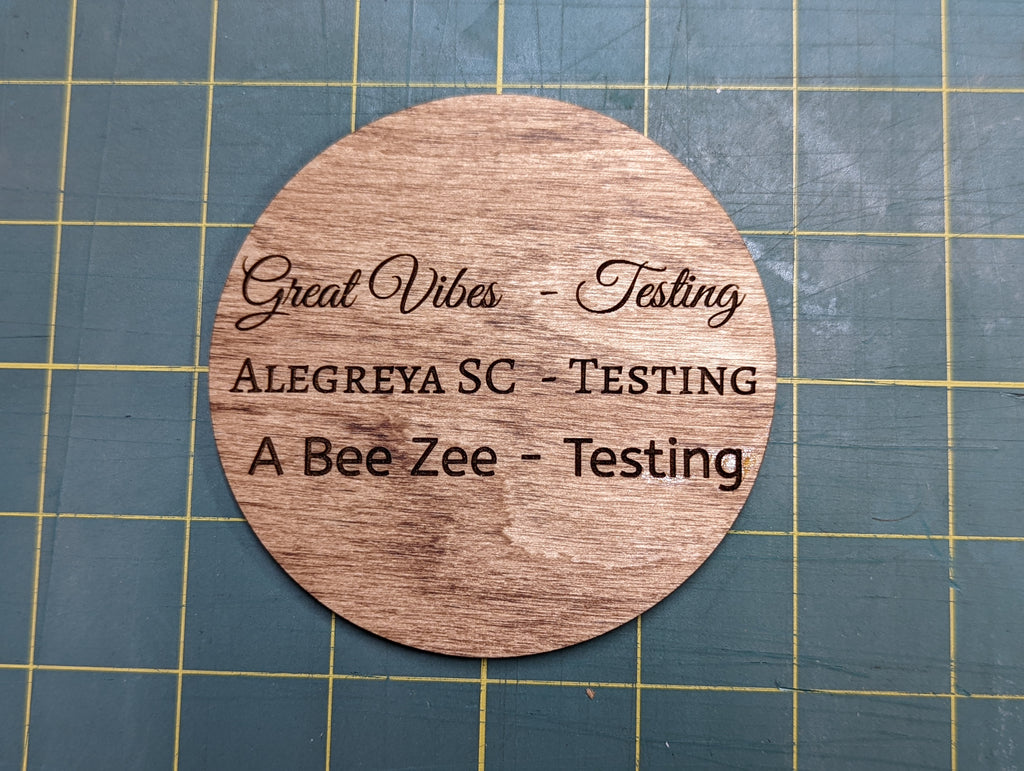 Great Vibes - Testing
Alegreya SC - Testing
A Bee Zee - Testing